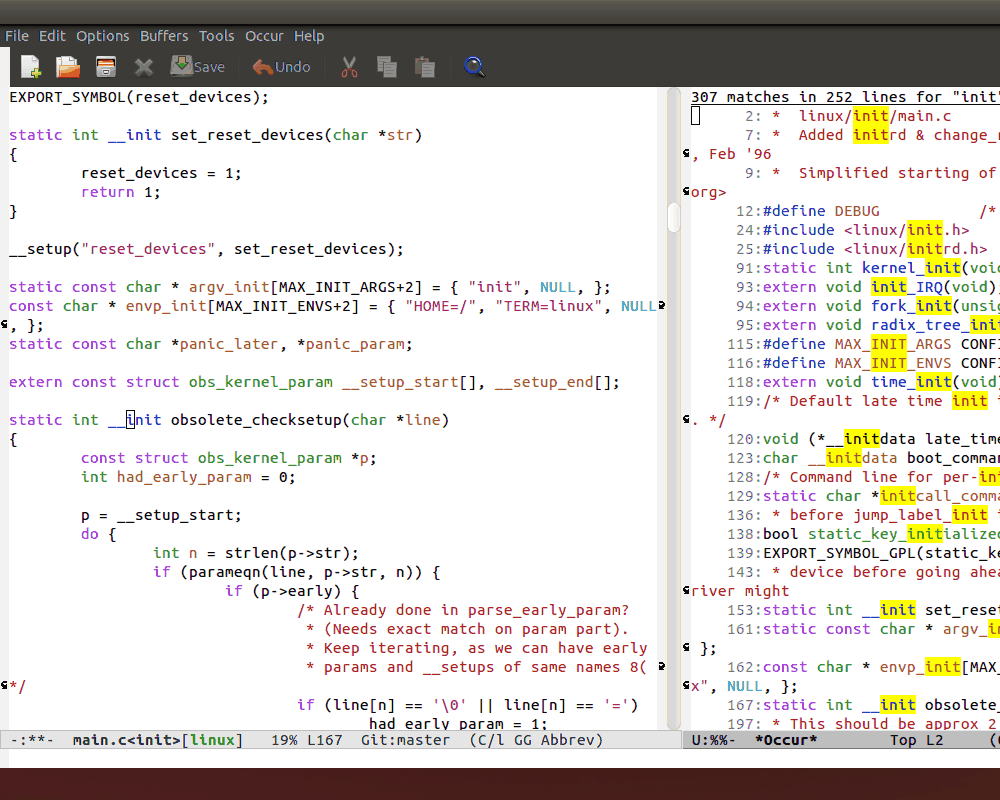 File Edit Options Buffers Tools Occur Help
Save Undo
EXPORT_SYMBOL(reset_devices);
static int __init set_reset_devices(char *str)
{
reset_devices = 1;
return 1;
}
__setup("reset_devices", set_reset_devices);
static const char * argv_init[MAX_INIT_ARGS+2] = { "init", NULL, };
const char * envp_init[MAX_INIT_ENVS+2] = { "HOME=/", "TERM=linux", NULL
, };
static const char *panic_later, *panic_param;
extern const struct obs_kernel_param __setup_start[], __setup_end[];
static int __init obsolete_checksetup(char *line)
{
const struct obs_kernel_param *p;
int had_early_param = 0;
p = __setup_start;
do {
int n = strlen(p->str);
if (parameqn(line, p->str, n)) {
if (p->early) {
/* Already done in parse_early_param?
* (Needs exact match on param part).
* Keep iterating, as we can have early
* params and __setups of same names 8(
*/
if (line[n] == '\0' || line[n] == '=')
had_early_param = 1;
-:**- main.c<init>[linux] 19% L167 Git:master (C/l GG Abbrev)
307 matches in 252 lines for "init"
2: * linux/init/main.c
7: * Added initrd & change_
, Feb '96
9: * Simplified starting of
org>
12:#define DEBUG /*
24:#include <linux/init.h>
25:#include <linux/initrd.h>
91:static int kernel_init(voi
93:extern void init_IRQ(void)
94:extern void fork_init(unsi
95:extern void radix_tree_init
115:#define MAX_INIT_ARGS CONF
116:#define MAX_INIT_ENVS CONF
118:extern void time_init(void)
119:/* Default late time init
. */
120:void (*__initdata late_time
123:char __initdata boot_comma
128:/* Command line for per-in
129:static char *initcall_comma
136: * before jump_label_init
138:bool static_key_initialized
139:EXPORT_SYMBOL_GPL(static_ke
143: * device before going ahea
river might
153:static int __init set_reset
161:static const char * argv_in
};
162:const char * envp_init[MAX_
x", NULL, };
167:static int __init obsolete_
197: * This should be approx 2
U:%%- *Occur* Top L2 (